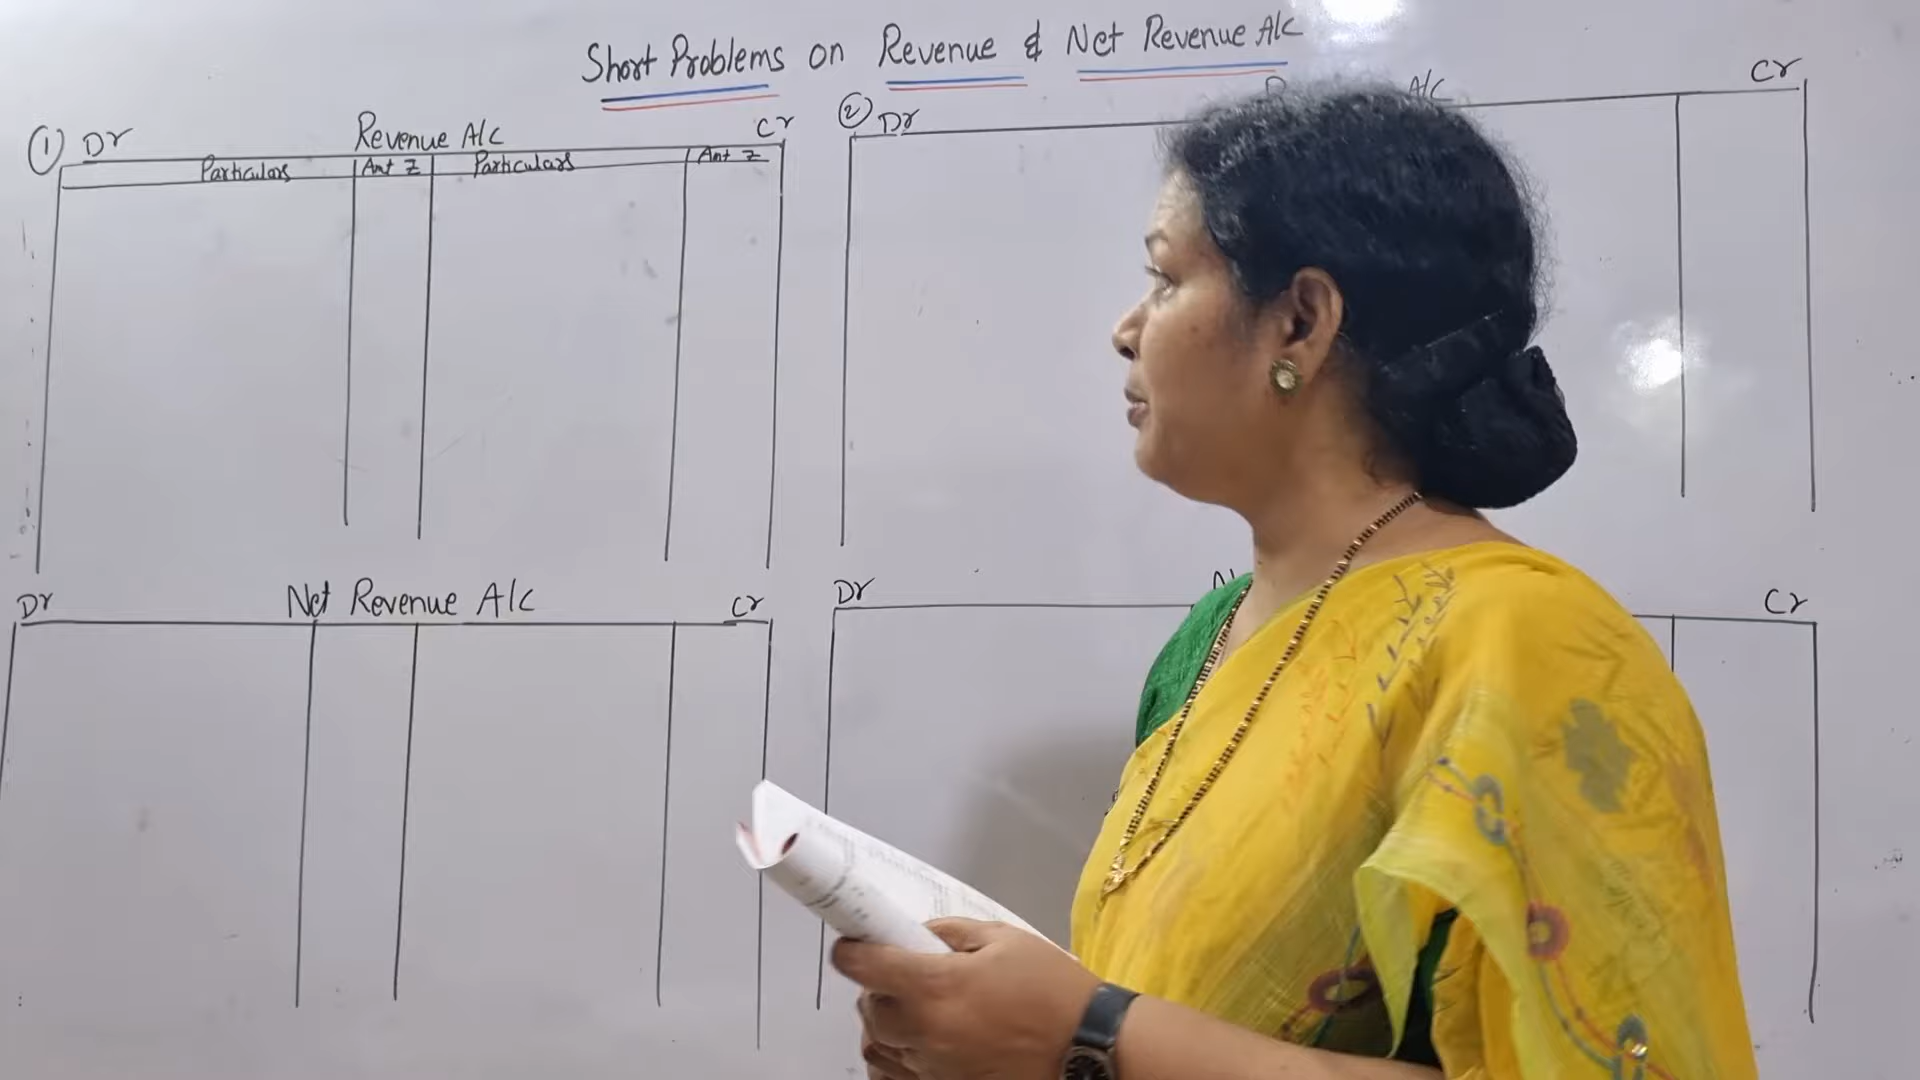 Short Problems on Revenue & Net Revenue A/c
① Dr Revenue A/c Cr
Particulars Amt ₹ Particulars Amt ₹
② Dr A/c Cr
Dr Net Revenue A/c Cr
Dr Cr